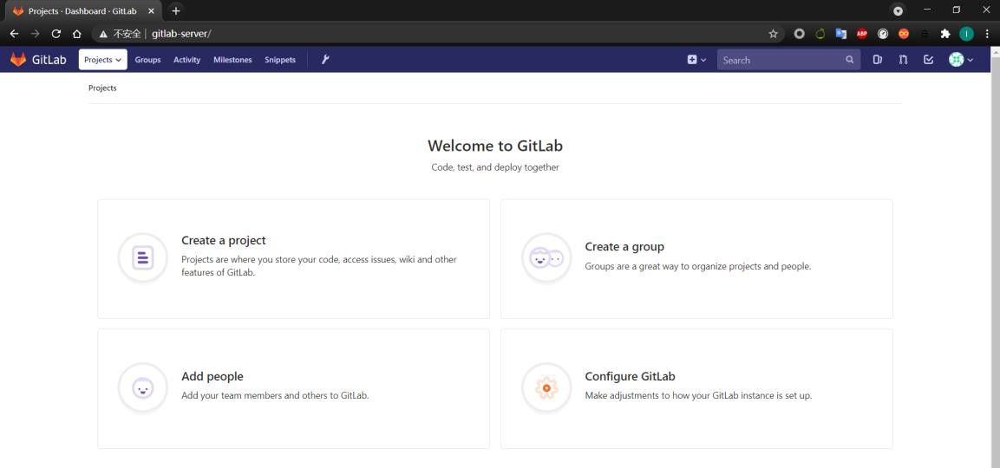 Projects · Dashboard · GitLab
不安全 | gitlab-server/
ABP
I
GitLab Projects Groups Activity Milestones Snippets Search
Projects
Welcome to GitLab
Code, test, and deploy together
Create a project
Projects are where you store your code, access issues, wiki and other
features of GitLab.
Create a group
Groups are a great way to organize projects and people.
Add people
Add your team members and others to GitLab.
Configure GitLab
Make adjustments to how your GitLab instance is set up.